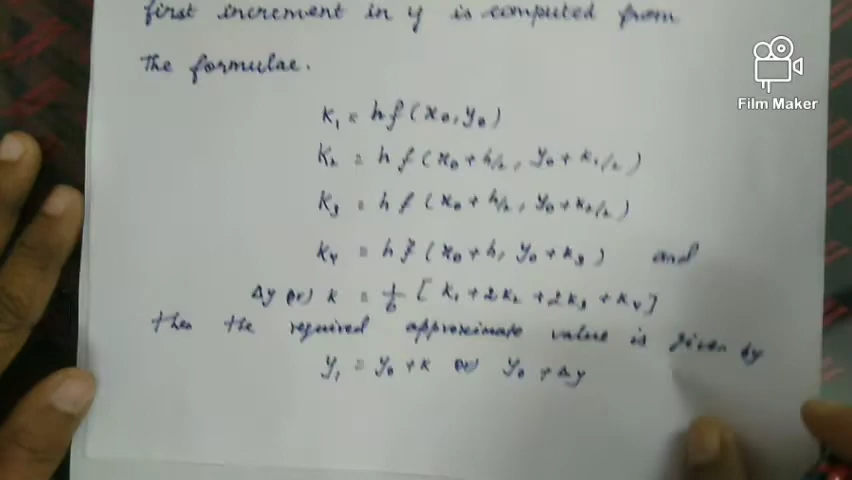 first increment in y is computed from
Film Maker
the formulae.
K₁ = hf (x₀, y₀)
K₂ = hf (x₀ + h/2, y₀ + K₁/2)
K₃ = hf (x₀ + h/2, y₀ + K₂/2)
K₄ = hf (x₀ + h, y₀ + K₃) and
Δy (or) K = 1/6 [K₁ + 2K₂ + 2K₃ + K₄]
then the required approximate value is given by
y₁ = y₀ + K (or) y₀ + Δy